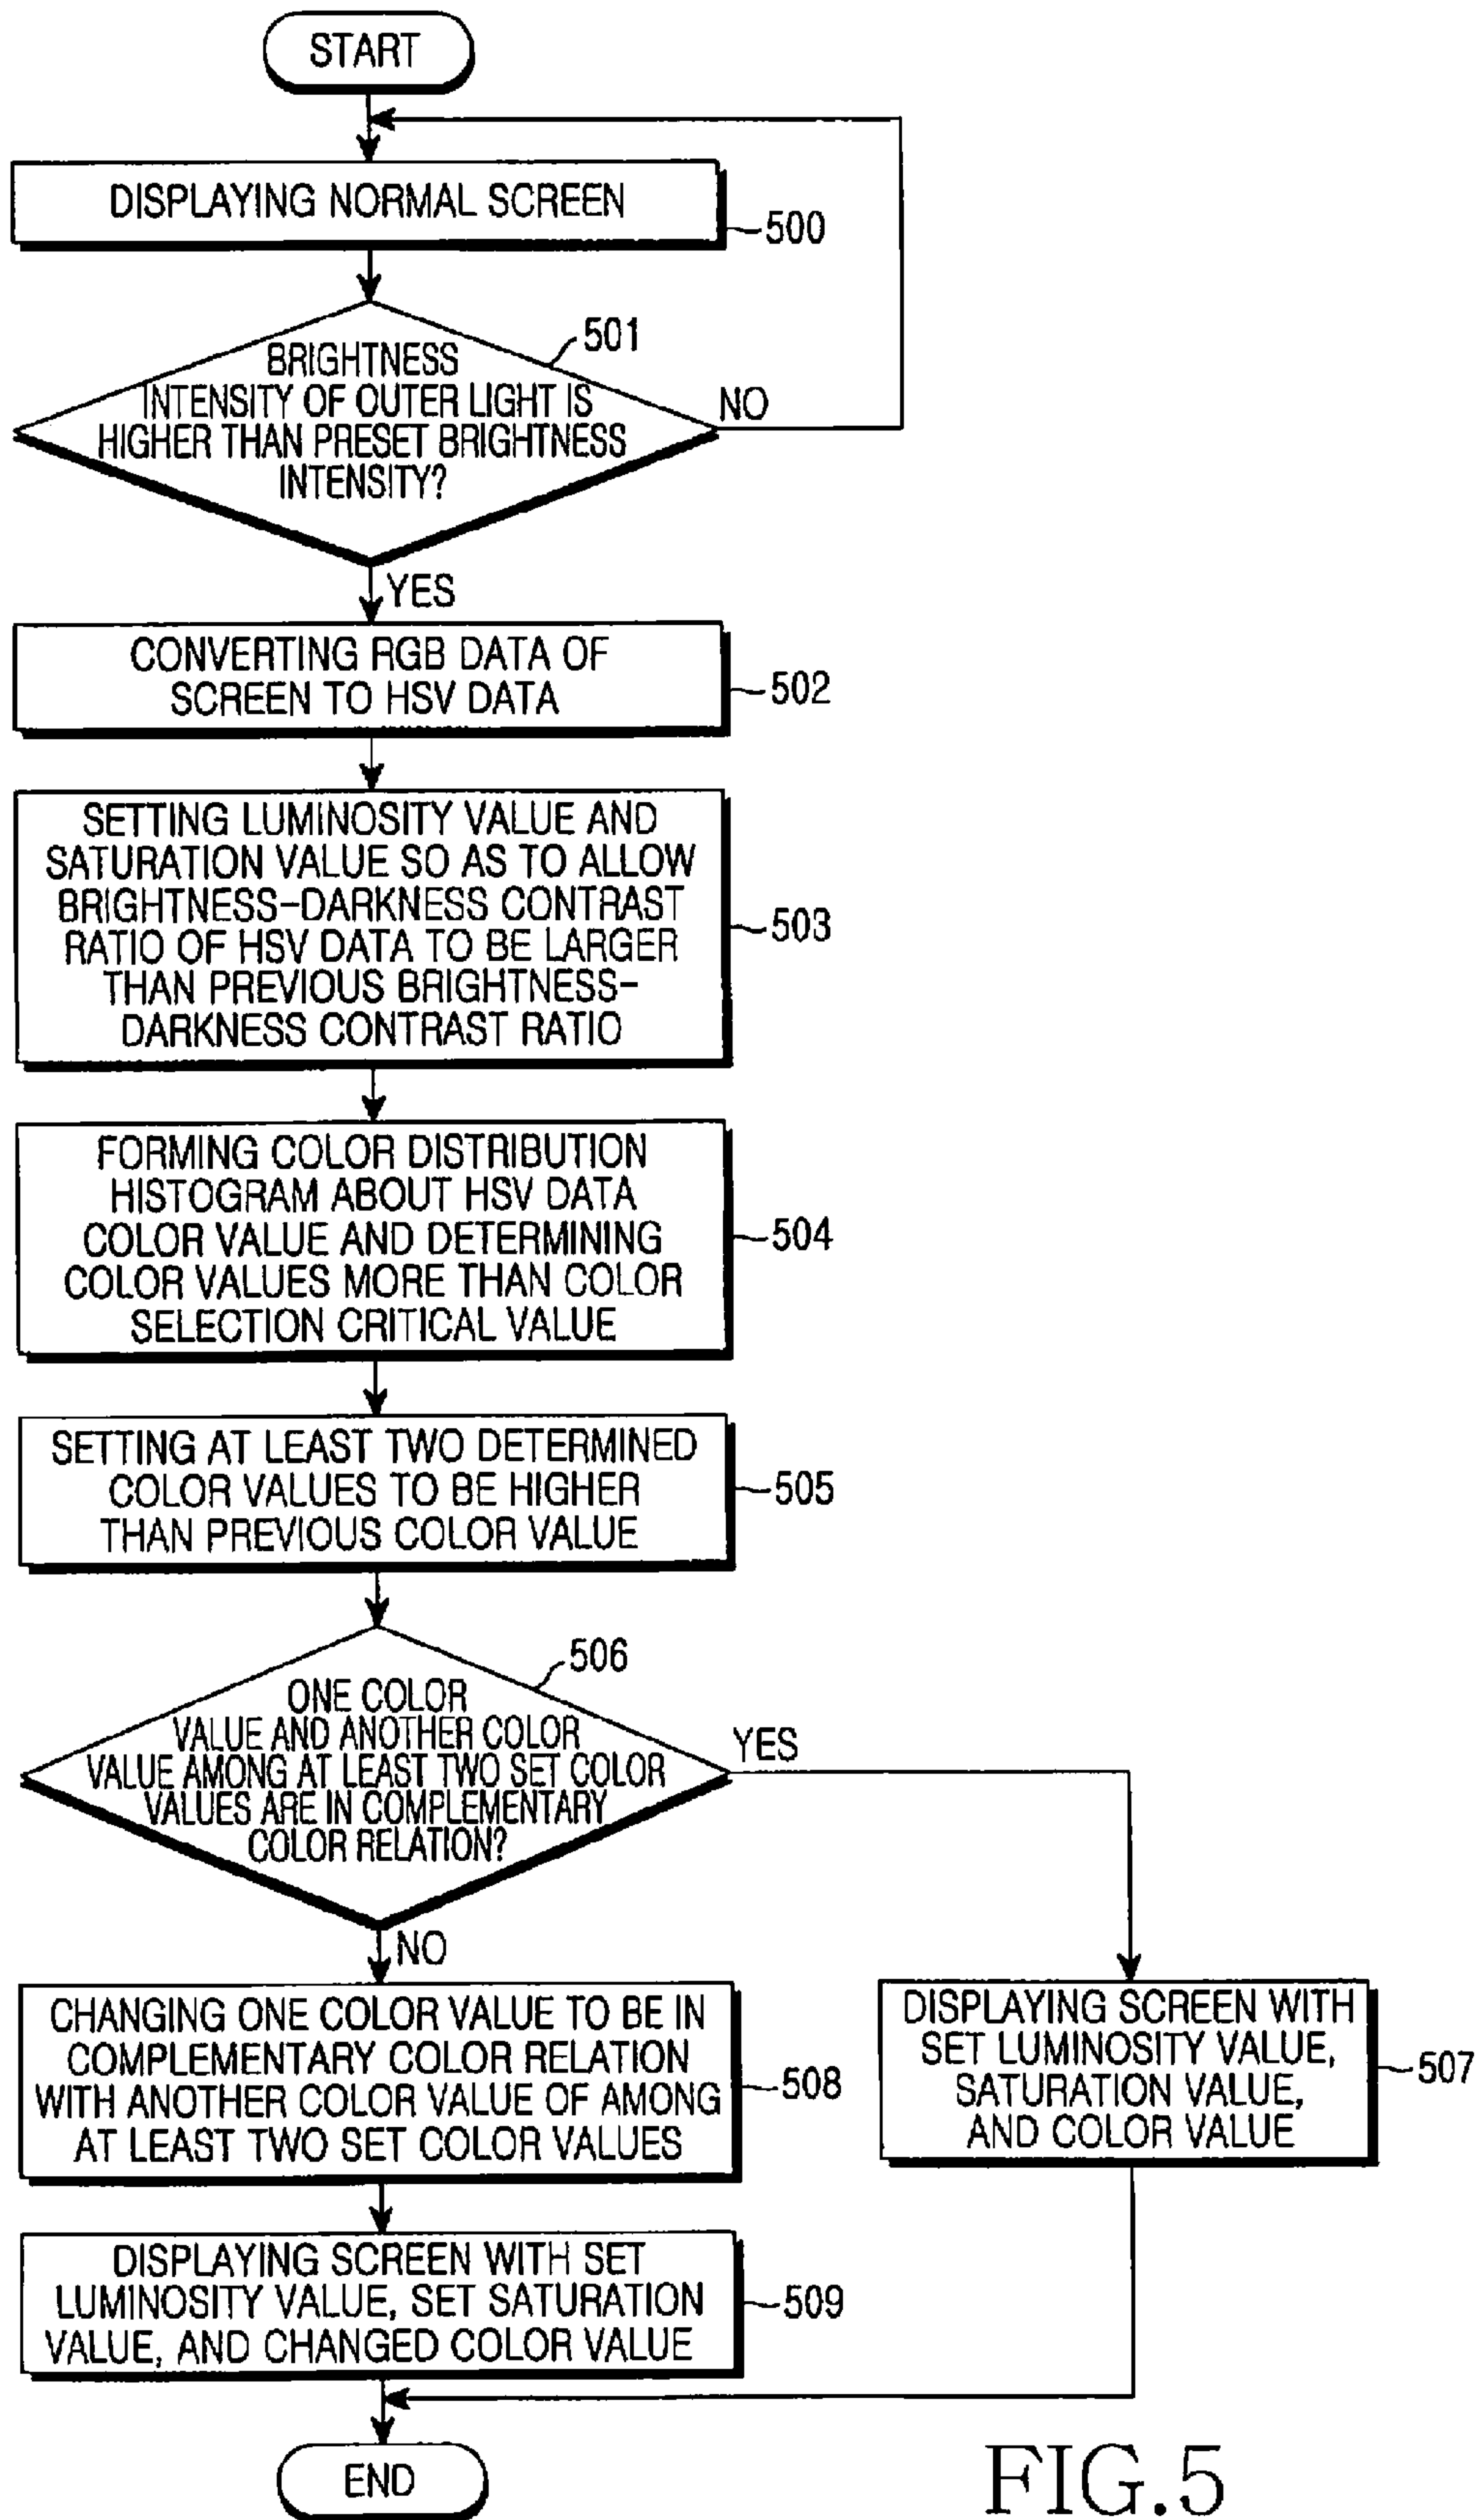 START
DISPLAYING NORMAL SCREEN
500
501
BRIGHTNESS
INTENSITY OF OUTER LIGHT IS
HIGHER THAN PRESET BRIGHTNESS
INTENSITY?
NO
YES
CONVERTING RGB DATA OF
SCREEN TO HSV DATA
502
SETTING LUMINOSITY VALUE AND
SATURATION VALUE SO AS TO ALLOW
BRIGHTNESS-DARKNESS CONTRAST
RATIO OF HSV DATA TO BE LARGER
THAN PREVIOUS BRIGHTNESS-
DARKNESS CONTRAST RATIO
503
FORMING COLOR DISTRIBUTION
HISTOGRAM ABOUT HSV DATA
COLOR VALUE AND DETERMINING
COLOR VALUES MORE THAN COLOR
SELECTION CRITICAL VALUE
504
SETTING AT LEAST TWO DETERMINED
COLOR VALUES TO BE HIGHER
THAN PREVIOUS COLOR VALUE
505
506
ONE COLOR
VALUE AND ANOTHER COLOR
VALUE AMONG AT LEAST TWO SET COLOR
VALUES ARE IN COMPLEMENTARY
COLOR RELATION?
YES
NO
CHANGING ONE COLOR VALUE TO BE IN
COMPLEMENTARY COLOR RELATION
WITH ANOTHER COLOR VALUE OF AMONG
AT LEAST TWO SET COLOR VALUES
508
DISPLAYING SCREEN WITH
SET LUMINOSITY VALUE,
SATURATION VALUE,
AND COLOR VALUE
507
DISPLAYING SCREEN WITH SET
LUMINOSITY VALUE, SET SATURATION
VALUE, AND CHANGED COLOR VALUE
509
END
FIG.5